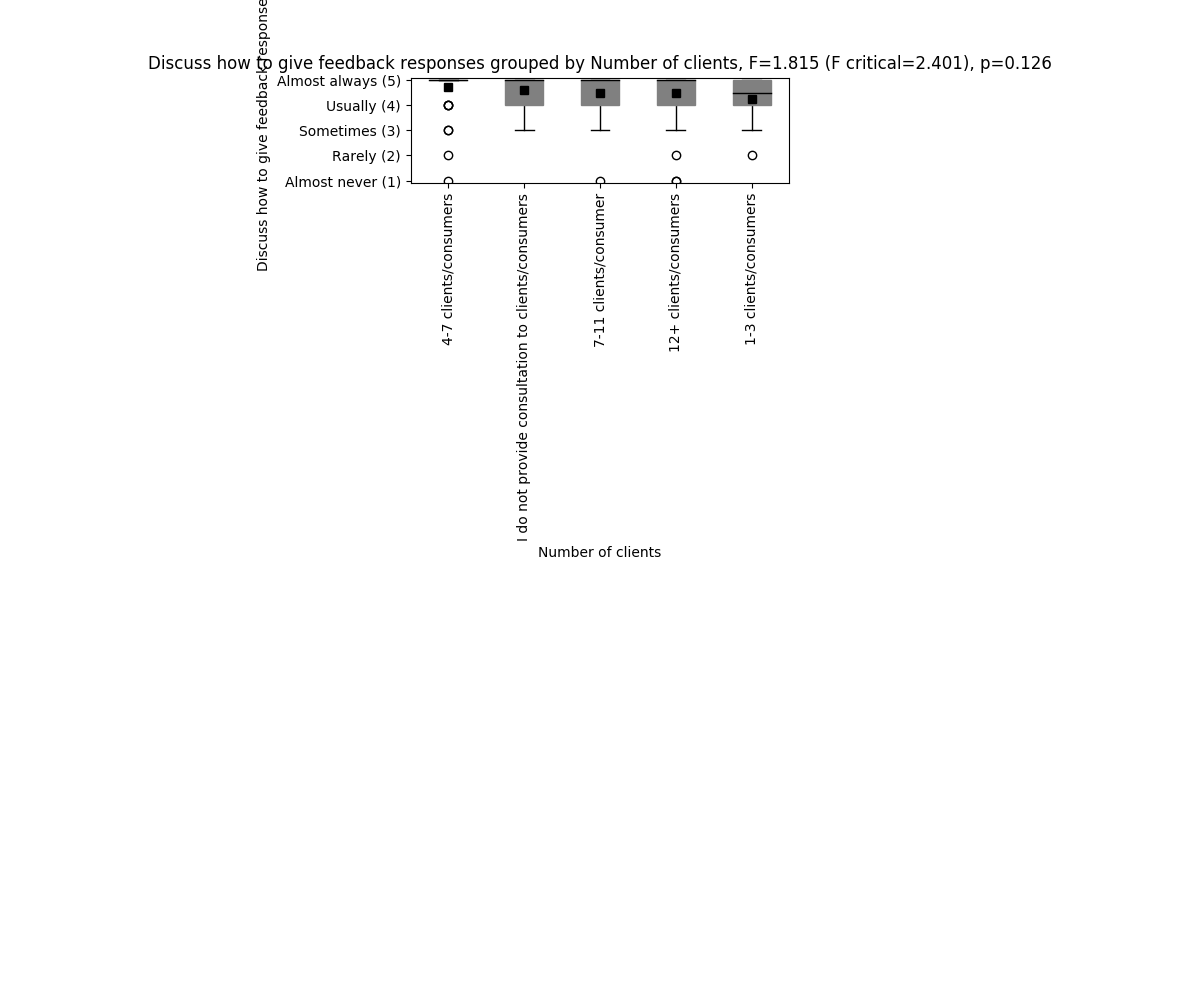 Discuss how to give feedback responses grouped by Number of clients, F=1.815 (F critical=2.401), p=0.126
Discuss how to give feedback response
Almost always (5)
Usually (4)
Sometimes (3)
Rarely (2)
Almost never (1)
4-7 clients/consumers
I do not provide consultation to clients/consumers
7-11 clients/consumer
12+ clients/consumers
1-3 clients/consumers
Number of clients